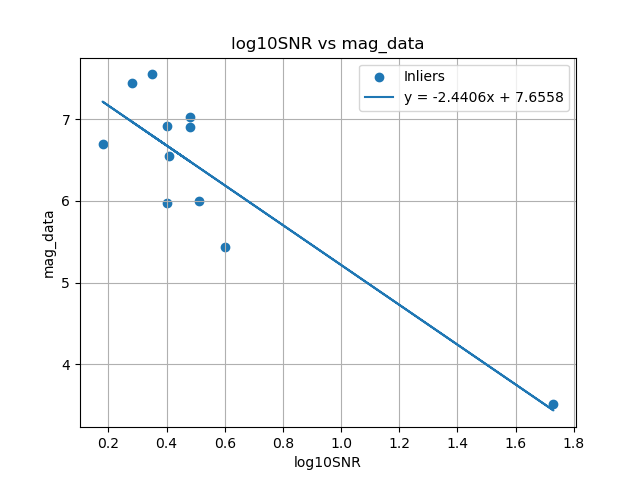 log10SNR vs mag_data
Inliers
y = -2.4406x + 7.6558
7
6
5
4
mag_data
0.2 0.4 0.6 0.8 1.0 1.2 1.4 1.6 1.8
log10SNR